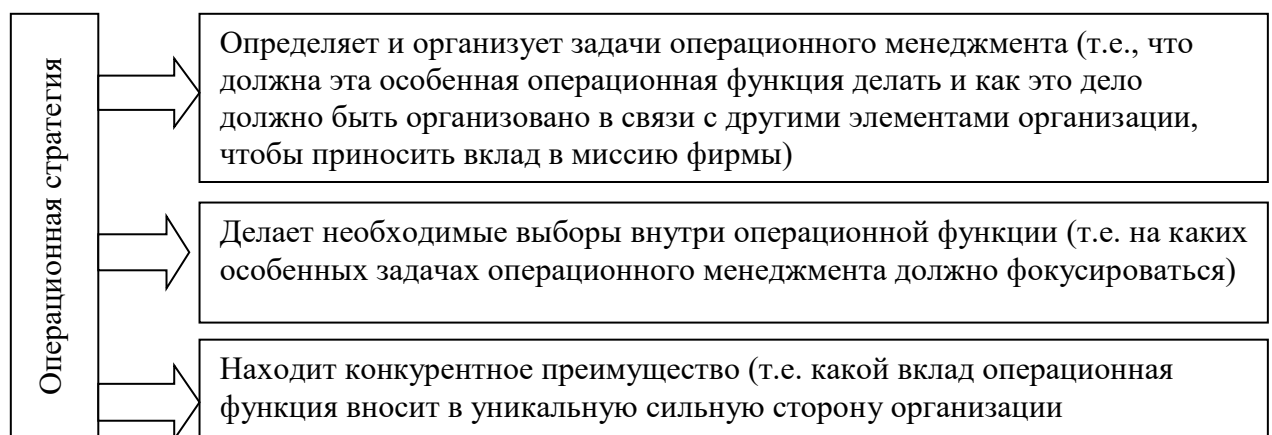 Операционная стратегия
Определяет и организует задачи операционного менеджмента (т.е., что
должна эта особенная операционная функция делать и как это дело
должно быть организовано в связи с другими элементами организации,
чтобы приносить вклад в миссию фирмы)
Делает необходимые выборы внутри операционной функции (т.е. на каких
особенных задачах операционного менеджмента должно фокусироваться)
Находит конкурентное преимущество (т.е. какой вклад операционная
функция вносит в уникальную сильную сторону организации